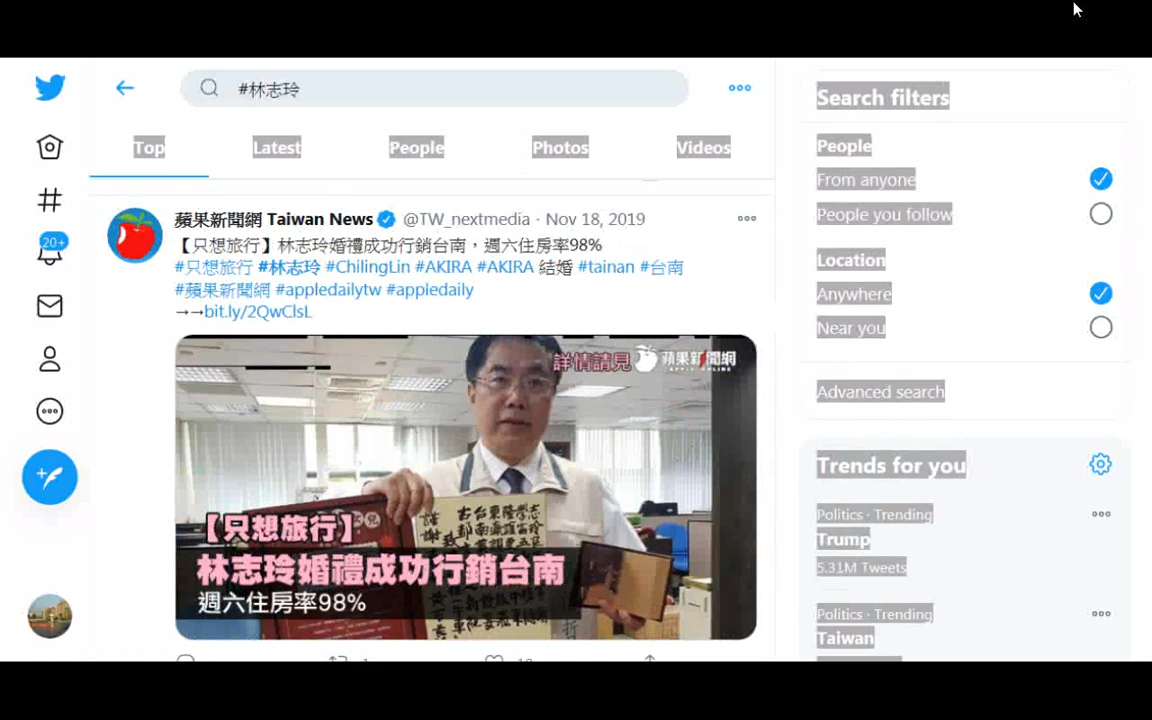 #林志玲
Top
Latest
People
Photos
Videos
蘋果新聞網 Taiwan News @TW_nextmedia · Nov 18, 2019
【只想旅行】林志玲婚禮成功行銷台南，週六住房率98%
#只想旅行 #林志玲 #ChilingLin #AKIRA #AKIRA 結婚 #tainan #台南
#蘋果新聞網 #appledailytw #appledaily
→→bit.ly/2QwClsL
詳情請見 蘋果新聞網
APPLE ONLINE
【只想旅行】
林志玲婚禮成功行銷台南
週六住房率98%
20+
Search filters
People
From anyone
People you follow
Location
Anywhere
Near you
Advanced search
Trends for you
Politics · Trending
Trump
5.31M Tweets
Politics · Trending
Taiwan